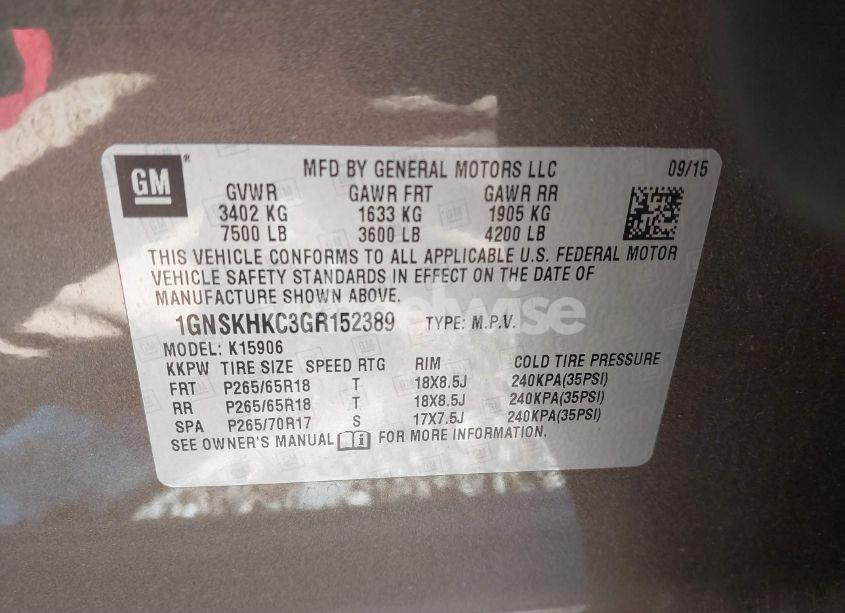 GM ® MFD BY GENERAL MOTORS LLC 09/15
GVWR GAWR FRT GAWR RR
3402 KG 1633 KG 1905 KG
7500 LB 3600 LB 4200 LB
THIS VEHICLE CONFORMS TO ALL APPLICABLE U.S. FEDERAL MOTOR
VEHICLE SAFETY STANDARDS IN EFFECT ON THE DATE OF
MANUFACTURE SHOWN ABOVE.
1GNSKHKC3GR152389 TYPE: M.P.V.
MODEL: K15906
KKPW TIRE SIZE SPEED RTG RIM COLD TIRE PRESSURE
FRT P265/65R18 T 18X8.5J 240KPA(35PSI)
RR P265/65R18 T 18X8.5J 240KPA(35PSI)
SPA P265/70R17 S 17X7.5J 240KPA(35PSI)
SEE OWNER'S MANUAL FOR MORE INFORMATION.